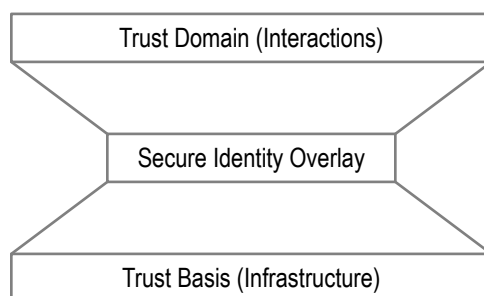 Trust Domain (Interactions)
Secure Identity Overlay
Trust Basis (Infrastructure)